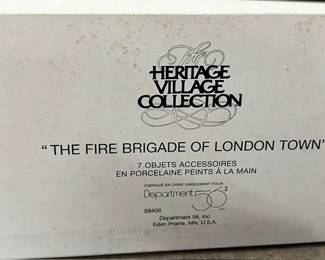 The
HERITAGE
VILLAGE
COLLECTION
"THE FIRE BRIGADE OF LONDON TOWN"
7 OBJETS ACCESSOIRES
EN PORCELAINE PEINTS À LA MAIN
FABRIQUÉ EN CHINE UNIQUEMENT POUR
Department 56
58406
Department 56, Inc.
Eden Prairie, MN, U.S.A.